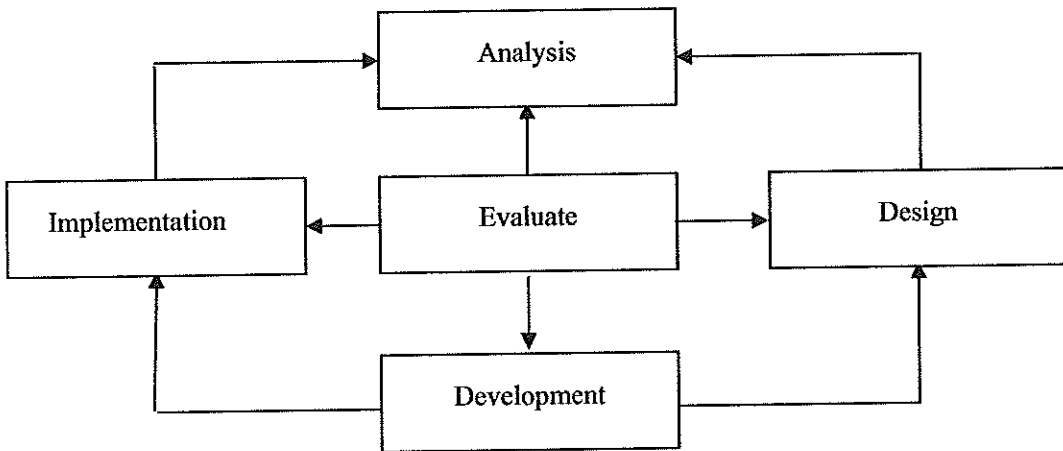 Analysis
Implementation
Evaluate
Design
Development